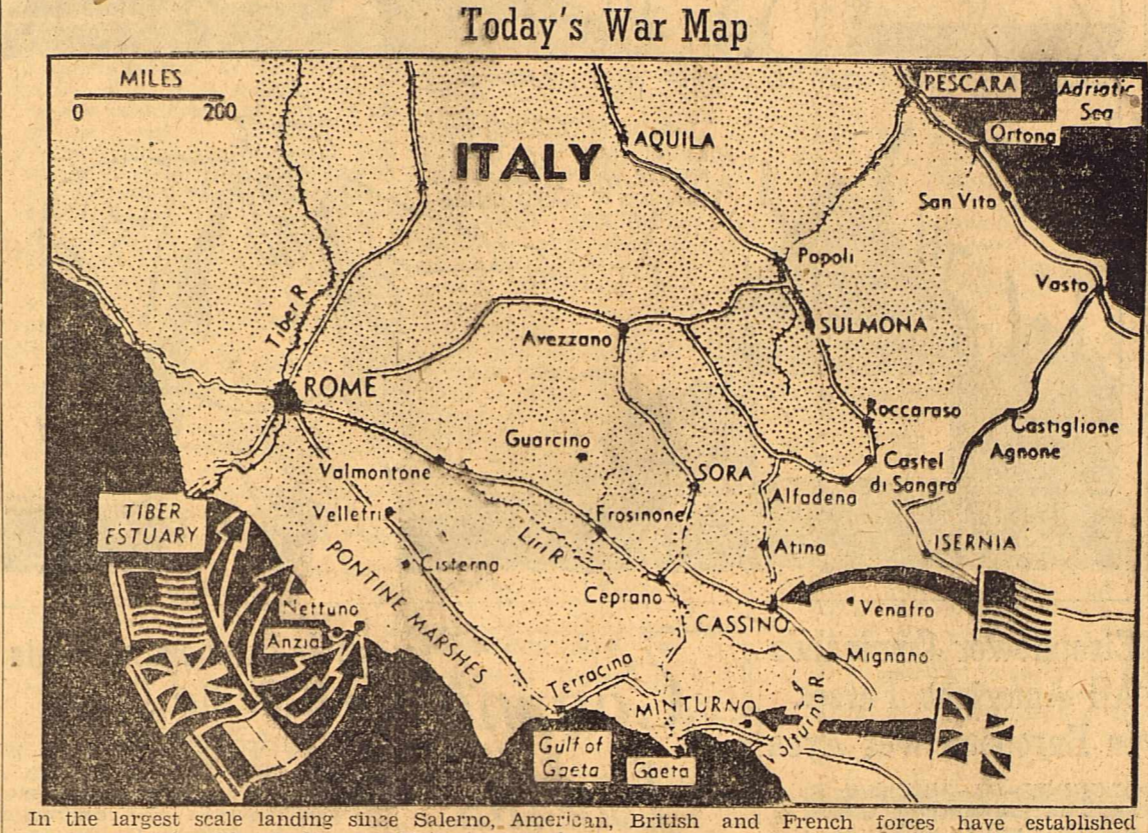 Today's War Map
MILES
0 200
PESCARA
Adriatic
Sea
Ortona
AQUILA
ITALY
San Vito
Popoli
Vasto
Tiber R
SULMONA
Avezzano
ROME
Roccaraso
Castiglione
Guarcino
Agnone
Valmontone
SORA
Castel
di Sangro
Alfadena
TIBER
ESTUARY
Velletri
Frosinone
Liri R
ISERNIA
Atina
PONTINE MARSHES
Cisterna
Ceprano
Venafro
Nettuno
CASSINO
Anzia
Mignano
Terracina
MINTURNO
olturna R
Gulf of
Gaeta
Gaeta
In the largest scale landing since Salerno, American, British and French forces have established